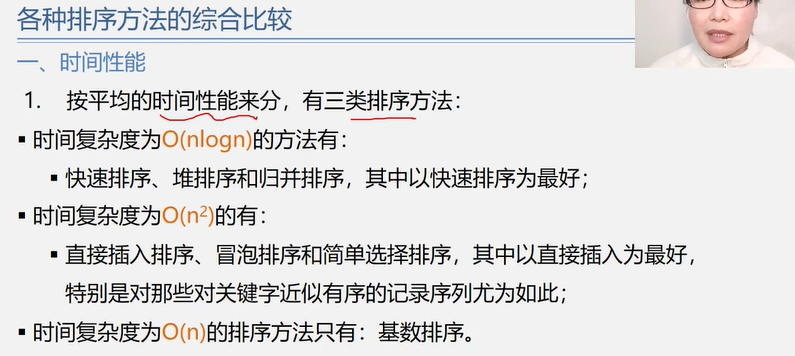 各种排序方法的综合比较
一、时间性能
1. 按平均的时间性能来分，有三类排序方法：
▪ 时间复杂度为O(nlogn)的方法有：
▪ 快速排序、堆排序和归并排序，其中以快速排序为最好；
▪ 时间复杂度为O(n²)的有：
▪ 直接插入排序、冒泡排序和简单选择排序，其中以直接插入为最好，
特别是对那些对关键字近似有序的记录序列尤为如此；
▪ 时间复杂度为O(n)的排序方法只有：基数排序。